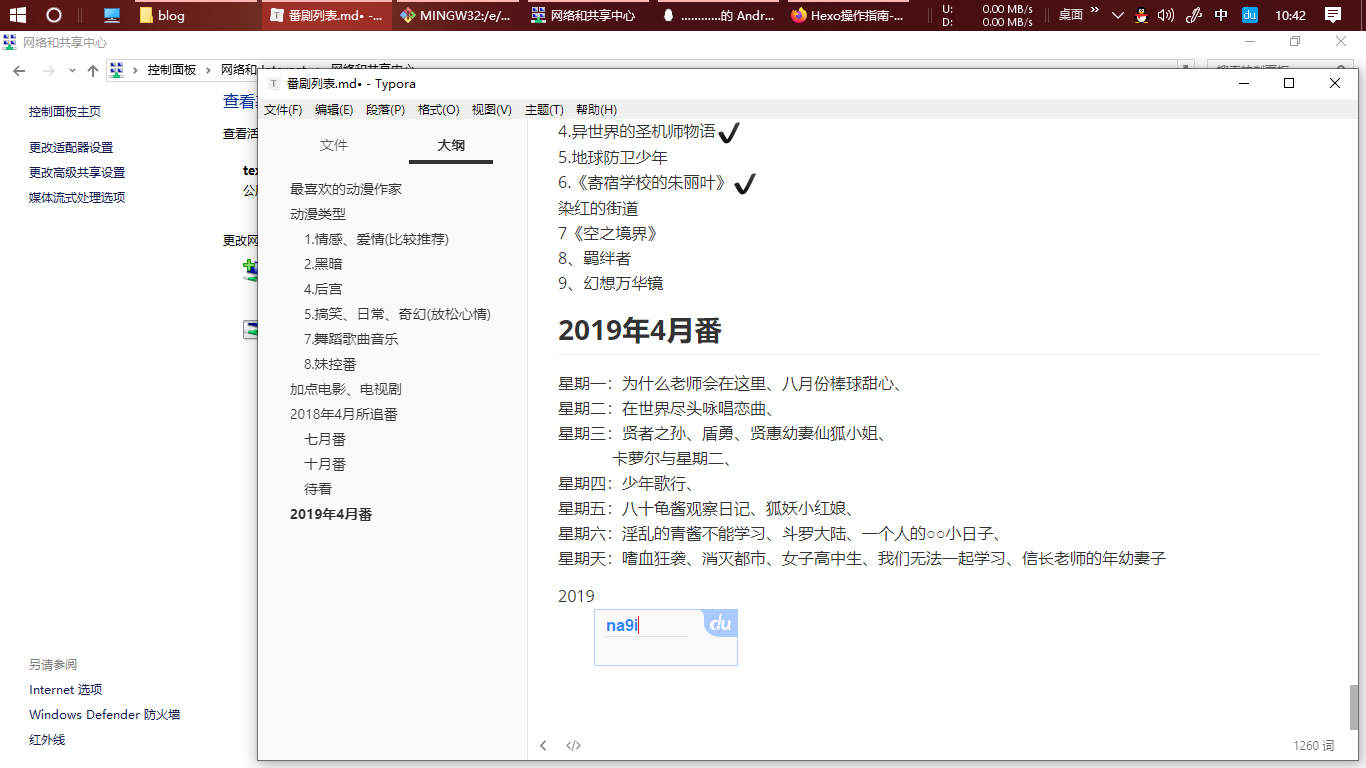 blog
番剧列表.md• -...
MINGW32:/e/...
网络和共享中心
............的 Andr...
Hexo操作指南-...
U: 0.00 MB/s
D: 0.00 MB/s
桌面
中
du
10:42
网络和共享中心
控制面板
控制面板主页
更改适配器设置
更改高级共享设置
媒体流式处理选项
查看活
tex
更改网
另请参阅
Internet 选项
Windows Defender 防火墙
红外线
番剧列表.md• - Typora
文件(F) 编辑(E) 段落(P) 格式(O) 视图(V) 主题(T) 帮助(H)
文件 大纲
最喜欢的动漫作家
动漫类型
1.情感、爱情(比较推荐)
2.黑暗
4.后宫
5.搞笑、日常、奇幻(放松心情)
7.舞蹈歌曲音乐
8.妹控番
加点电影、电视剧
2018年4月所追番
七月番
十月番
待看
2019年4月番
4.异世界的圣机师物语✔
5.地球防卫少年
6.《寄宿学校的朱丽叶》✔
染红的街道
7《空之境界》
8、羁绊者
9、幻想万华镜
2019年4月番
星期一：为什么老师会在这里、八月份棒球甜心、
星期二：在世界尽头咏唱恋曲、
星期三：贤者之孙、盾勇、贤惠幼妻仙狐小姐、
卡萝尔与星期二、
星期四：少年歌行、
星期五：八十龟酱观察日记、狐妖小红娘、
星期六：淫乱的青酱不能学习、斗罗大陆、一个人的○○小日子、
星期天：嗜血狂袭、消灭都市、女子高中生、我们无法一起学习、信长老师的年幼妻子
2019
na9i
du
1260 词